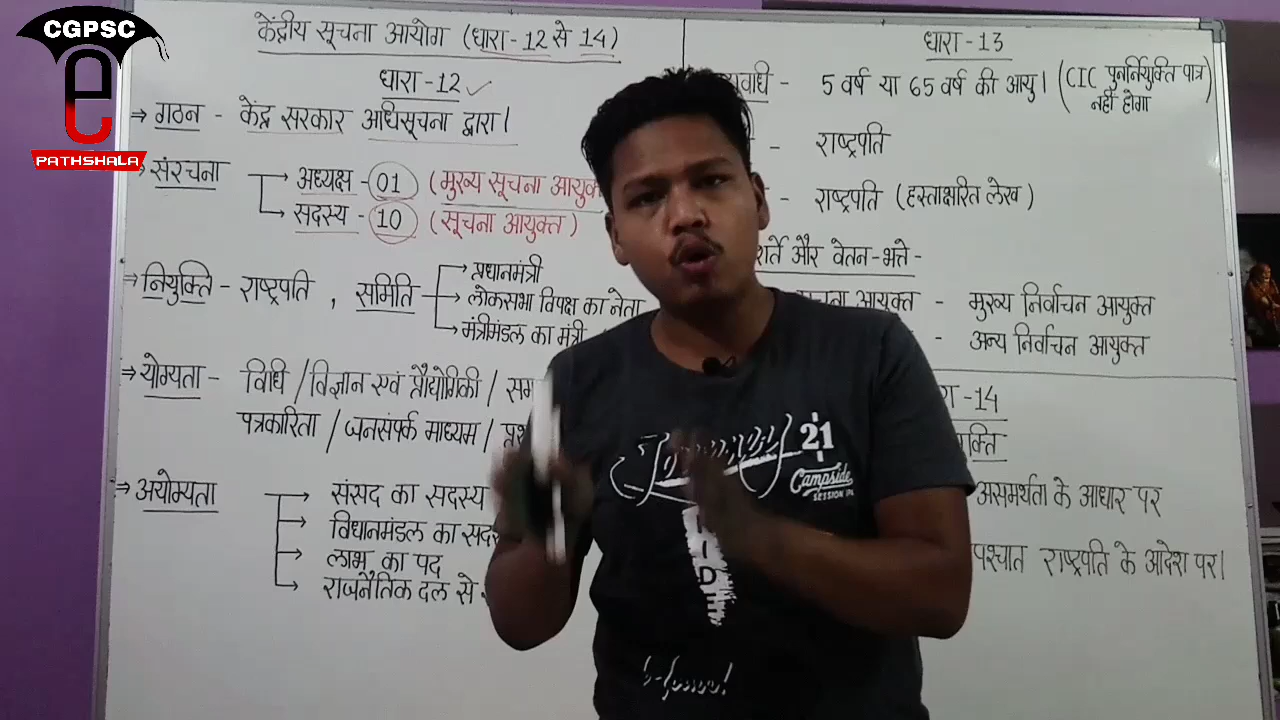 CGPSC
e
PATHSHALA
केंद्रीय सूचना आयोग (धारा-12 से 14)
धारा-12 ✓
⇒ गठन - केंद्र सरकार अधिसूचना द्वारा।
⇒ संरचना → अध्यक्ष - 01 (मुख्य सूचना
→ सदस्य - 10 (सूचना आयुक्त)
⇒ नियुक्ति - राष्ट्रपति , समिति → प्रधानमंत्री
→ लोकसभा विपक्ष का नेता
→ मंत्रीमंडल का मंत्री
⇒ योग्यता - विधि / विज्ञान एवं प्रौद्योगिकी /
पत्रकारिता / जनसंपर्क माध्यम /
⇒ अयोग्यता → संसद का सदस्य
→ विधानमंडल का
→ लाभ का पद
→ राजनैतिक दल से
धारा-13
- 5 वर्ष या 65 वर्ष की आयु। (CIC पुनर्नियुक्ति पात्र नहीं होगा)
- राष्ट्रपति
- राष्ट्रपति (हस्ताक्षरित लेख)
शर्ते और वेतन-भत्ते-
आयुक्त - मुख्य निर्वाचन आयुक्त
- अन्य निर्वाचन आयुक्त
-14
असमर्थता के आधार पर
पश्चात राष्ट्रपति के आदेश पर।
21
Campside
SESSION